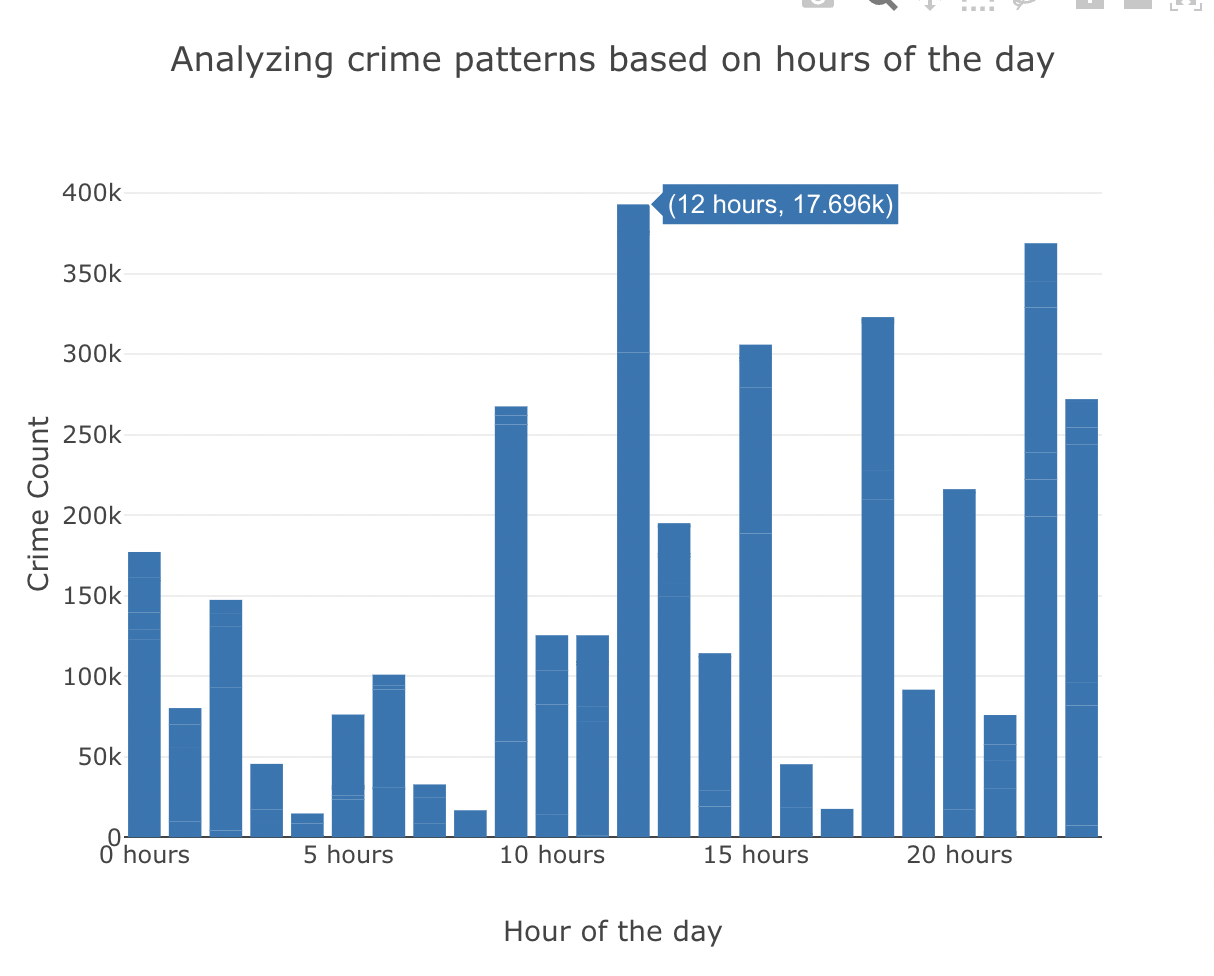 Analyzing crime patterns based on hours of the day
400k
(12 hours, 17.696k)
350k
300k
250k
200k
150k
100k
50k
0
0 hours
5 hours
10 hours
15 hours
20 hours
Crime Count
Hour of the day